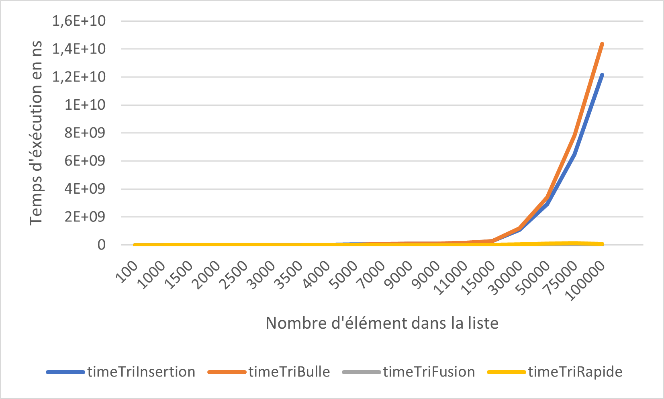 Temps d'éxécution en ns
1,6E+10
1,4E+10
1,2E+10
1E+10
8E+09
6E+09
4E+09
2E+09
0
100
1000
1500
2000
2500
3000
3500
4000
5000
7000
9000
9000
11000
15000
30000
50000
75000
100000
Nombre d'élément dans la liste
timeTriInsertion timeTriBulle timeTriFusion timeTriRapide